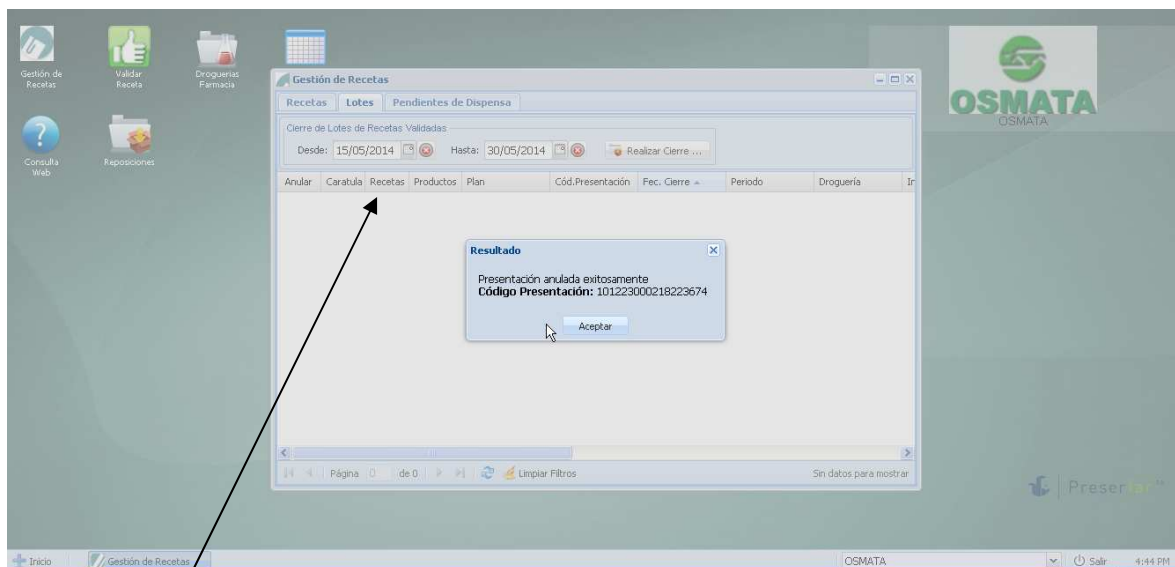 Gestión de Recetas
Validar Receta
Droguerías Farmacia
Consulta Web
Reposiciones
OSMATA
OSMATA
Gestión de Recetas
Recetas Lotes Pendientes de Dispensa
Cierre de Lotes de Recetas Validadas
Desde: 15/05/2014 Hasta: 30/05/2014 Realizar Cierre ...
Anular Caratula Recetas Productos Plan Cód.Presentación Fec. Cierre Periodo Droguería
Resultado
Presentación anulada exitosamente
Código Presentación: 101223000218223674
Aceptar
Página 0 de 0 Limpiar Filtros Sin datos para mostrar
Inicio Gestión de Recetas OSMATA Salir 4:44 PM